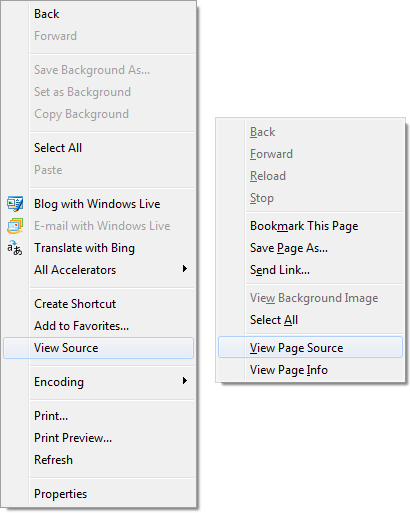 Back
Forward
Save Background As...
Set as Background
Copy Background
Select All
Paste
Blog with Windows Live
E-mail with Windows Live
Translate with Bing
All Accelerators
Create Shortcut
Add to Favorites...
View Source
Encoding
Print...
Print Preview...
Refresh
Properties
Back
Forward
Reload
Stop
Bookmark This Page
Save Page As...
Send Link...
View Background Image
Select All
View Page Source
View Page Info